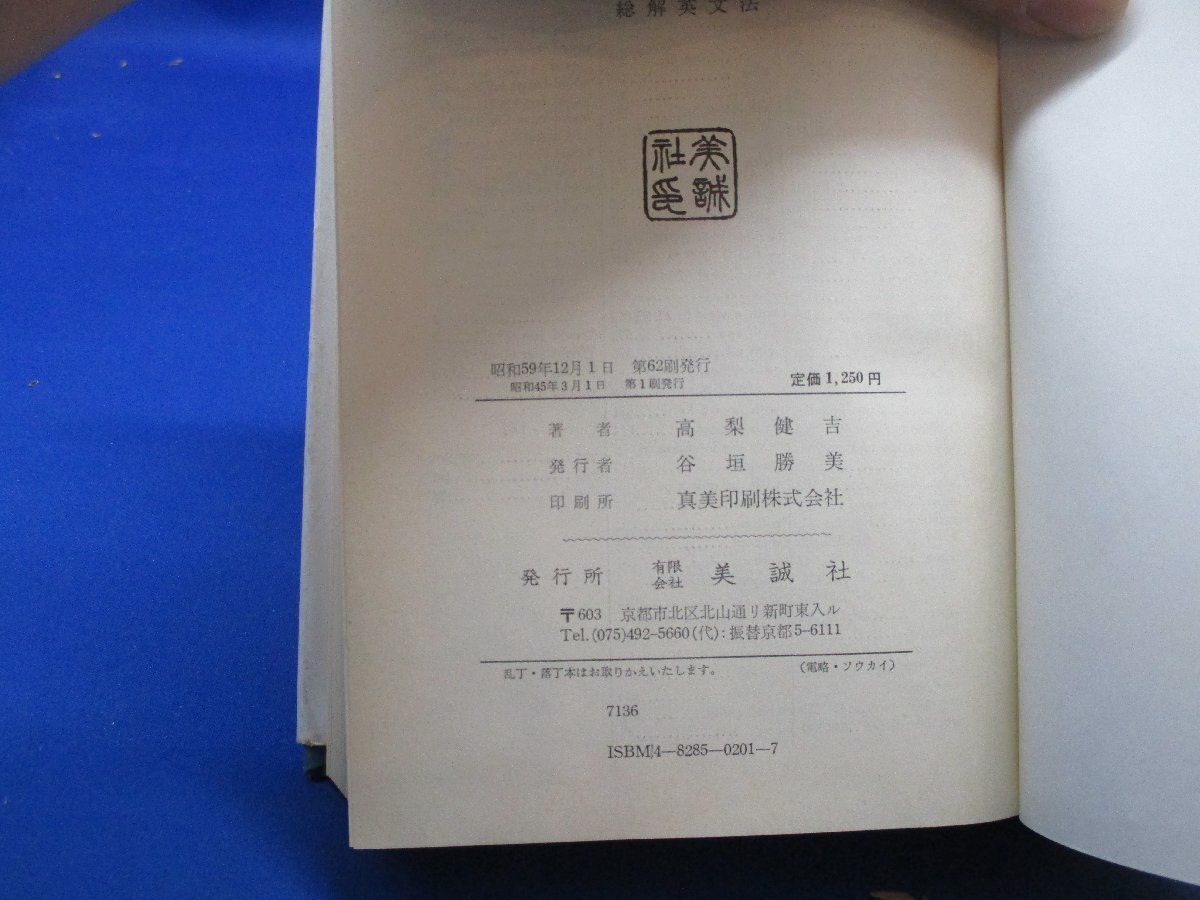 総解英文法
美誠
社印
昭和59年12月1日 第62刷発行
昭和45年3月1日 第1刷発行 定価1,250円
著者 高梨健吉
発行者 谷垣勝美
印刷所 真美印刷株式会社
発行所 有限会社 美誠社
〒603 京都市北区北山通リ新町東入ル
Tel.(075)492-5660(代):振替京都5-6111
乱丁・落丁本はお取りかえいたします。 (電略・ソウカイ)
7136
ISBM4-8285-0201-7